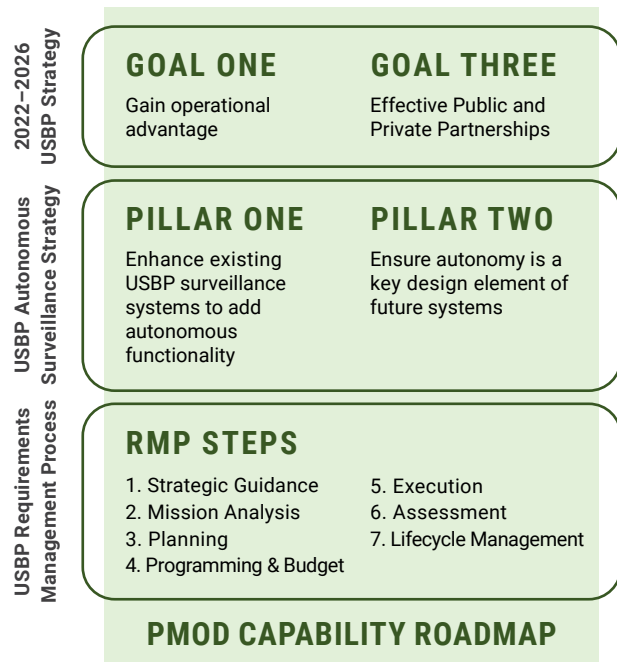 2022–2026
USBP Strategy
GOAL ONE
Gain operational
advantage
GOAL THREE
Effective Public and
Private Partnerships
USBP Autonomous
Surveillance Strategy
PILLAR ONE
Enhance existing
USBP surveillance
systems to add
autonomous
functionality
PILLAR TWO
Ensure autonomy is a
key design element of
future systems
USBP Requirements
Management Process
RMP STEPS
1. Strategic Guidance
2. Mission Analysis
3. Planning
4. Programming & Budget
5. Execution
6. Assessment
7. Lifecycle Management
PMOD CAPABILITY ROADMAP